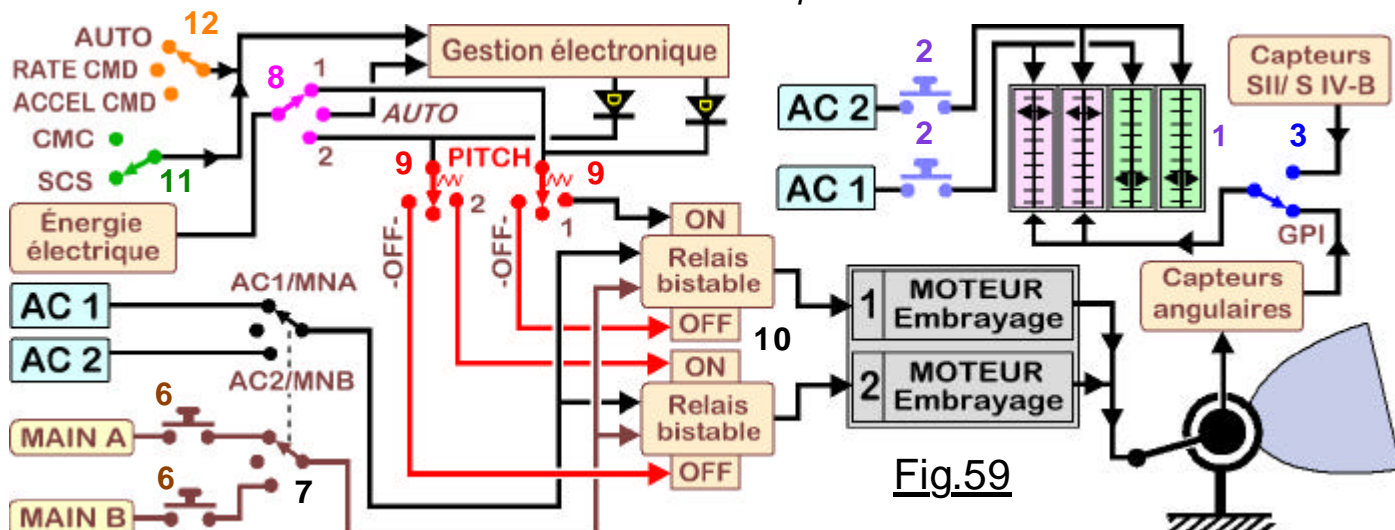 12
AUTO
RATE CMD
ACCEL CMD
CMC
SCS
11
8
1
AUTO
2
Gestion électronique
D
D
Énergie
électrique
9
PITCH
9
2
1
-OFF-
-OFF-
AC1/MNA
AC 1
AC 2
AC2/MNB
6
MAIN A
6
MAIN B
7
ON
Relais
bistable
OFF
10
ON
Relais
bistable
OFF
1
MOTEUR
Embrayage
2
MOTEUR
Embrayage
2
AC 2
2
AC 1
1
Capteurs
SII/ S IV-B
3
GPI
Capteurs
angulaires
Fig.59